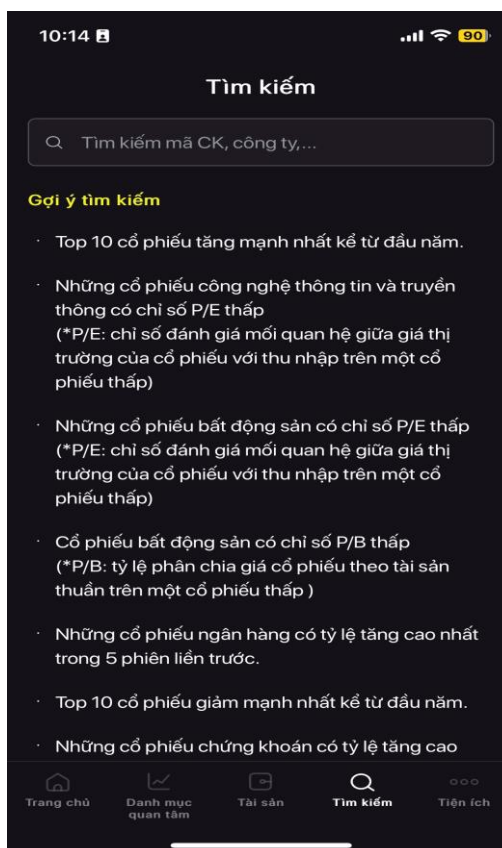 10:14
90
Tìm kiếm
Tìm kiếm mã CK, công ty,...
Gợi ý tìm kiếm
· Top 10 cổ phiếu tăng mạnh nhất kể từ đầu năm.
· Những cổ phiếu công nghệ thông tin và truyền
thông có chỉ số P/E thấp
(*P/E: chỉ số đánh giá mối quan hệ giữa giá thị
trường của cổ phiếu với thu nhập trên một cổ
phiếu thấp)
· Những cổ phiếu bất động sản có chỉ số P/E thấp
(*P/E: chỉ số đánh giá mối quan hệ giữa giá thị
trường của cổ phiếu với thu nhập trên một cổ
phiếu thấp)
· Cổ phiếu bất động sản có chỉ số P/B thấp
(*P/B: tỷ lệ phân chia giá cổ phiếu theo tài sản
thuần trên một cổ phiếu thấp )
· Những cổ phiếu ngân hàng có tỷ lệ tăng cao nhất
trong 5 phiên liền trước.
· Top 10 cổ phiếu giảm mạnh nhất kể từ đầu năm.
· Những cổ phiếu chứng khoán có tỷ lệ tăng cao
Trang chủ Danh mục Tài sản Tìm kiếm Tiện ích
quan tâm